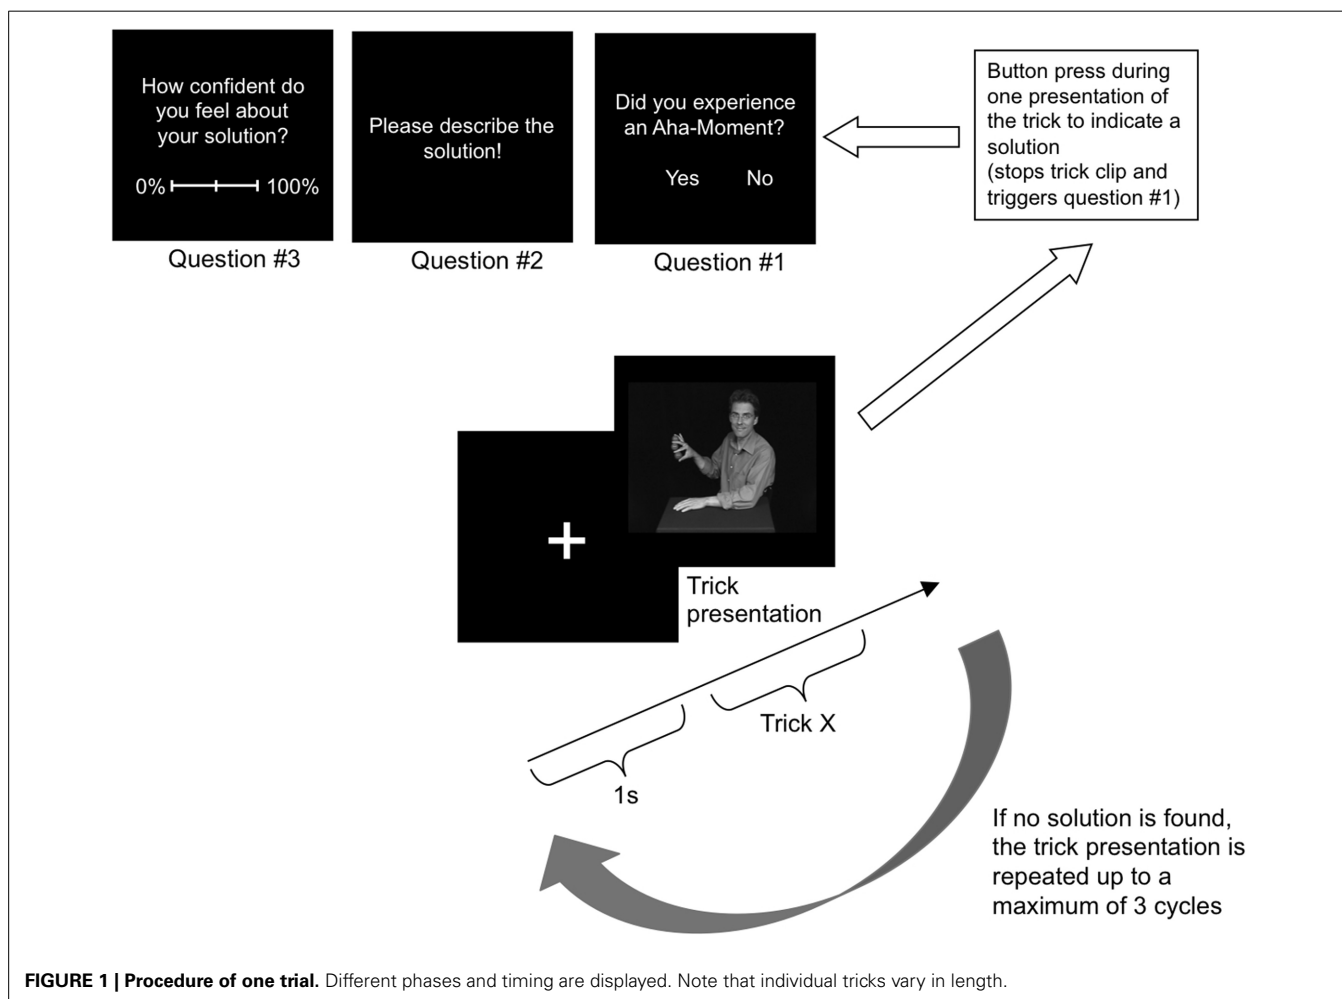 How confident do
you feel about
your solution?
0% 100%
Question #3
Please describe the
solution!
Question #2
Did you experience
an Aha-Moment?
Yes No
Question #1
Button press during
one presentation of
the trick to indicate a
solution
(stops trick clip and
triggers question #1)
Trick
presentation
Trick X
1s
If no solution is found,
the trick presentation is
repeated up to a
maximum of 3 cycles
FIGURE 1 | Procedure of one trial. Different phases and timing are displayed. Note that individual tricks vary in length.